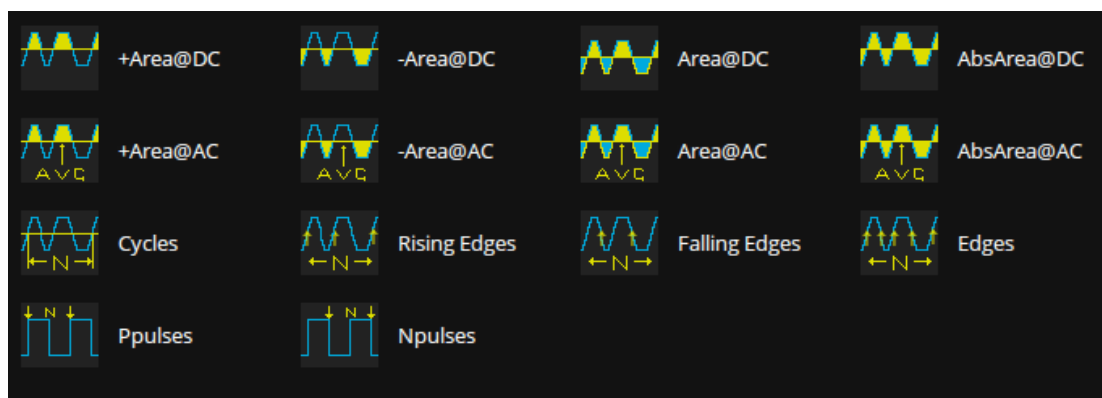 +Area@DC
-Area@DC
Area@DC
AbsArea@DC
AVG
+Area@AC
AVG
-Area@AC
AVG
Area@AC
AVG
AbsArea@AC
N
Cycles
N
Rising Edges
N
Falling Edges
N
Edges
N
Ppulses
N
Npulses